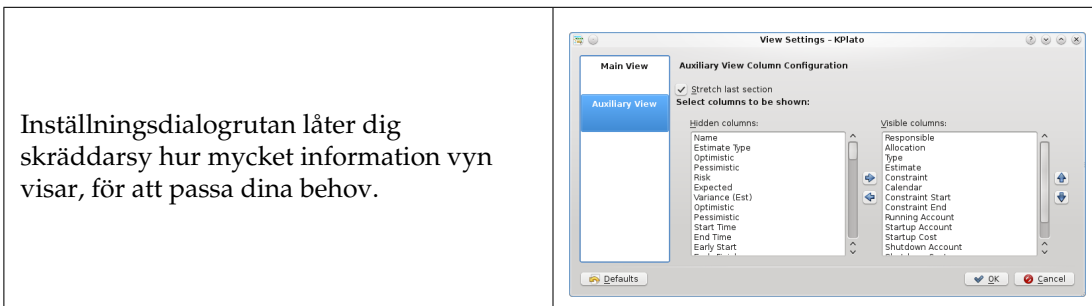 Inställningsdialogrutan låter dig
skräddarsy hur mycket information vyn
visar, för att passa dina behov.
View Settings – KPlato
Main View
Auxiliary View
Auxiliary View Column Configuration
Stretch last section
Select columns to be shown:
Hidden columns:
Name
Estimate Type
Optimistic
Pessimistic
Risk
Expected
Variance (Est)
Optimistic
Pessimistic
Start Time
End Time
Early Start
Visible columns:
Responsible
Allocation
Type
Estimate
Constraint
Calendar
Constraint Start
Constraint End
Running Account
Startup Account
Startup Cost
Shutdown Account
Defaults
OK
Cancel